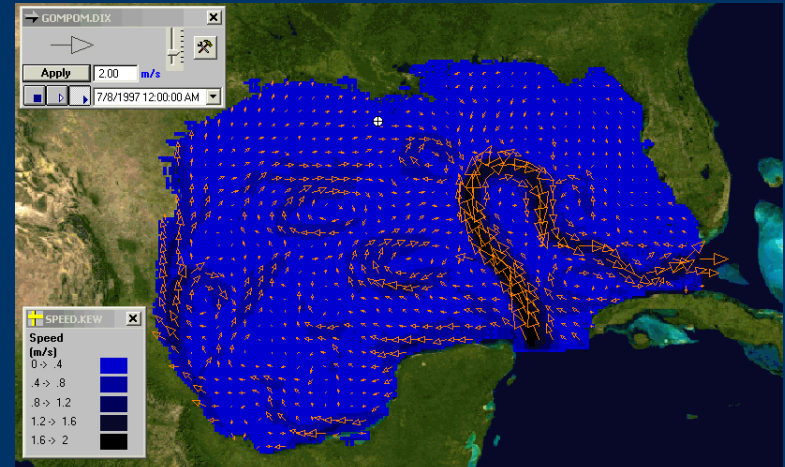 GOMPOM.DIX
Apply 2.00 m/s
7/8/1997 12:00:00 AM
SPEED.KEW
Speed
(m/s)
0 -> .4
.4 -> .8
.8 -> 1.2
1.2 -> 1.6
1.6 -> 2